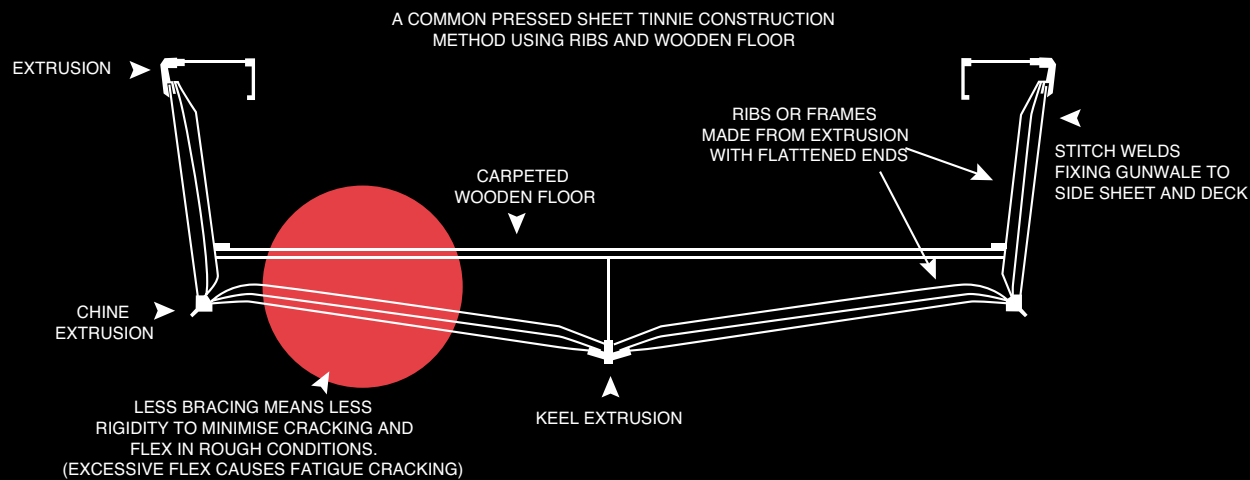 A COMMON PRESSED SHEET TINNIE CONSTRUCTION
METHOD USING RIBS AND WOODEN FLOOR
EXTRUSION
RIBS OR FRAMES
MADE FROM EXTRUSION
WITH FLATTENED ENDS
STITCH WELDS
FIXING GUNWALE TO
SIDE SHEET AND DECK
CARPETED
WOODEN FLOOR
CHINE
EXTRUSION
LESS BRACING MEANS LESS
RIGIDITY TO MINIMISE CRACKING AND
FLEX IN ROUGH CONDITIONS.
(EXCESSIVE FLEX CAUSES FATIGUE CRACKING)
KEEL EXTRUSION